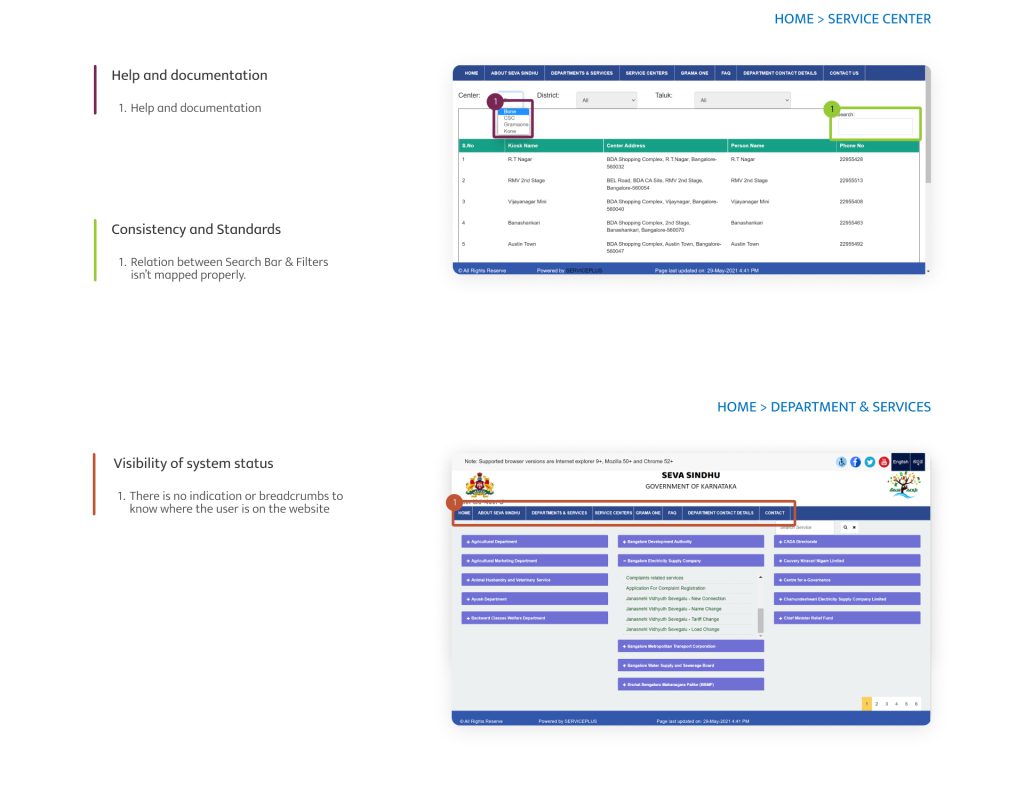 HOME > SERVICE CENTER
Help and documentation
1. Help and documentation
Consistency and Standards
1. Relation between Search Bar & Filters
isn't mapped properly.
HOME ABOUT SEVA SINDHU DEPARTMENTS & SERVICES SERVICE CENTERS GRAMA ONE FAQ DEPARTMENT CONTACT DETAILS CONTACT US
Center: District: All Taluk: All
1
Bone
CSC
Gramaone
Kone
1
Search:
S.No Kiosk Name Center Address Person Name Phone No
1 R.T Nagar BDA Shopping Complex, R.T.Nagar, Bangalore-
560032 R.T Nagar 22955428
2 RMV 2nd Stage BEL Road, BDA CA Site, RMV 2nd Stage,
Bangalore-560054 RMV 2nd Stage 22955513
3 Vijayanagar Mini BDA Shopping Complex, Vijaynagar, Bangalore-
560040 Vijayanagar Mini 22955408
4 Banashankari BDA Shopping Complex, 2nd Stage,
Banashankari, Bangalore-560070 Banashankari 22955463
5 Austin Town BDA Shopping Complex, Austin Town, Bangalore-
560047 Austin Town 22955492
© All Rights Reserve Powered by SERVICEPLUS Page last updated on: 29-May-2021 4:41 PM
HOME > DEPARTMENT & SERVICES
Visibility of system status
1. There is no indication or breadcrumbs to
know where the user is on the website
Note: Supported browser versions are Internet explorer 9+, Mozilla 50+ and Chrome 52+
English ಕನ್ನಡ
SEVA SINDHU
GOVERNMENT OF KARNATAKA
1
HOME ABOUT SEVA SINDHU DEPARTMENTS & SERVICES SERVICE CENTERS GRAMA ONE FAQ DEPARTMENT CONTACT DETAILS CONTACT
Search Service
+ Agricultural Department
+ Agricultural Marketing Department
+ Animal Husbandry and Veterinary Service
+ Ayush Department
+ Backward Classes Welfare Department
+ Bangalore Development Authority
− Bangalore Electricity Supply Company
Complaints related services
Application For Complaint Registration
Janasnehi Vidhyuth Sevegalu - New Connection
Janasnehi Vidhyuth Sevegalu - Name Change
Janasnehi Vidhyuth Sevegalu - Tariff Change
Janasnehi Vidhyuth Sevegalu - Load Change
+ Bangalore Metropolitan Transport Corporation
+ Bangalore Water Supply and Sewerage Board
+ Bruhat Bengaluru Mahanagara Palike (BBMP)
+ CADA Directorate
+ Cauvery Niravari Nigam Limited
+ Centre for e-Governance
+ Chamundeshwari Electricity Supply Company Limited
+ Chief Minister Relief Fund
1 2 3 4 5 6
© All Rights Reserve Powered by SERVICEPLUS Page last updated on: 29-May-2021 4:41 PM